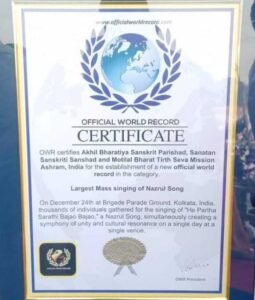 www.officialworldrecord.com
OFFICIAL WORLD RECORD
CERTIFICATE
OWR certifies Akhil Bharatiya Sanskrit Parishad, Sanatan
Sanskriti Sanshad and Motilal Bharat Tirth Seva Mission
Ashram, India for the establishment of a new official world
record in the category.
Largest Mass singing of Nazrul Song
On December 24th at Brigade Parade Ground, Kolkata, India,
thousands of individuals gathered for the singing of "He Partha
Sarathi Bajao Bajao," a Nazrul Song, simultaneously creating a
symphony of unity and cultural resonance on a single day at a
single venue.
OWR President